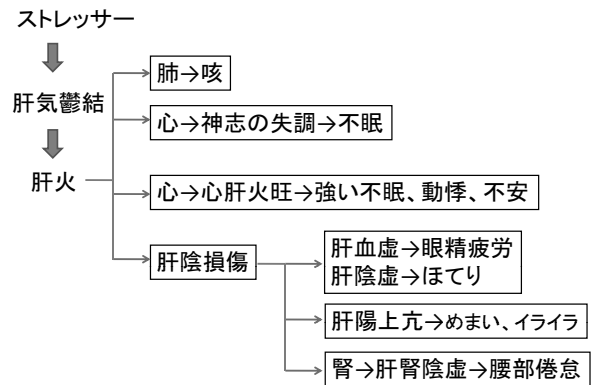 ストレッサー
肝気鬱結
肝火
肺→咳
心→神志の失調→不眠
心→心肝火旺→強い不眠、動悸、不安
肝陰損傷
肝血虚→眼精疲労
肝陰虚→ほてり
肝陽上亢→めまい、イライラ
腎→肝腎陰虚→腰部倦怠